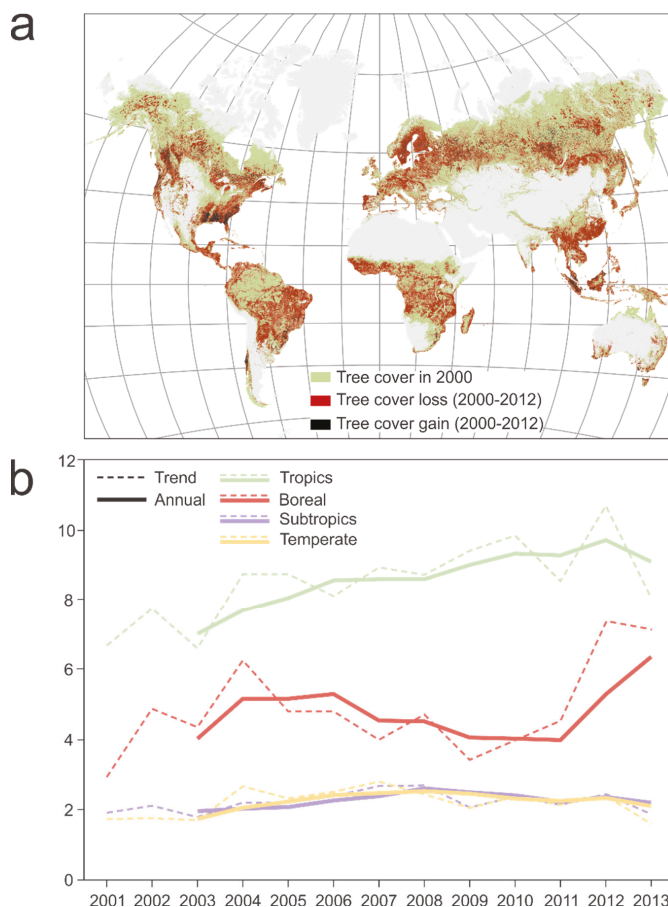 a
Tree cover in 2000
Tree cover loss (2000-2012)
Tree cover gain (2000-2012)
b
12
10
8
6
4
2
0
Trend
Annual
Tropics
Boreal
Subtropics
Temperate
2001 2002 2003 2004 2005 2006 2007 2008 2009 2010 2011 2012 2013